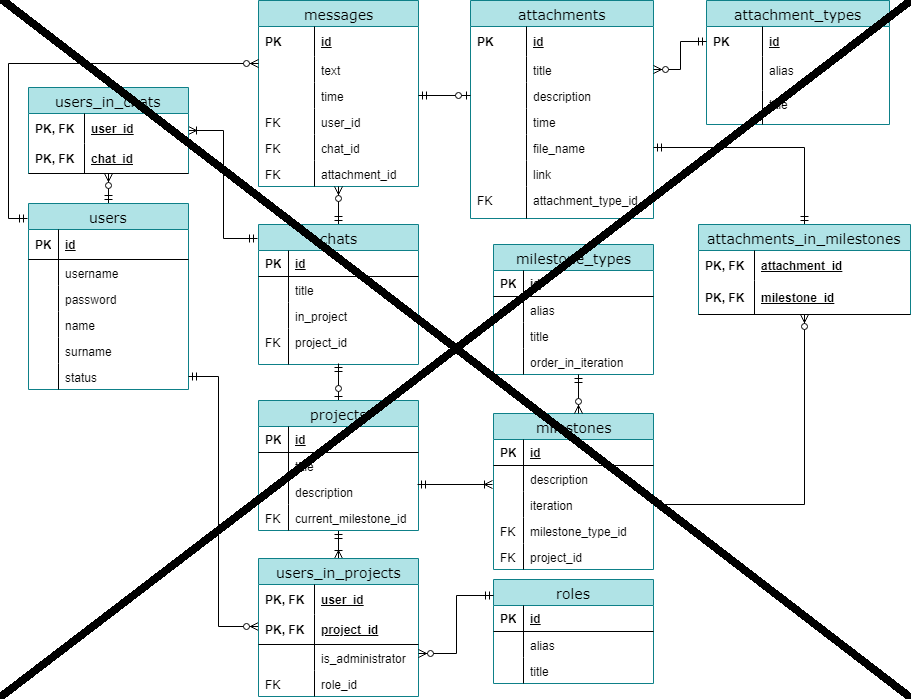 messages
PK id
text
time
FK user_id
FK chat_id
FK attachment_id
attachments
PK id
title
description
time
file_name
link
FK attachment_type_id
attachment_types
PK id
alias
users_in_chats
PK, FK user_id
PK, FK chat_id
users
PK id
username
password
name
surname
status
chats
PK id
title
in_project
FK project_id
milestone_types
PK id
alias
title
order_in_iteration
attachments_in_milestones
PK, FK attachment_id
PK, FK milestone_id
projects
PK id
title
description
FK current_milestone_id
milestones
PK id
description
iteration
FK milestone_type_id
FK project_id
users_in_projects
PK, FK user_id
PK, FK project_id
is_administrator
FK role_id
roles
PK id
alias
title